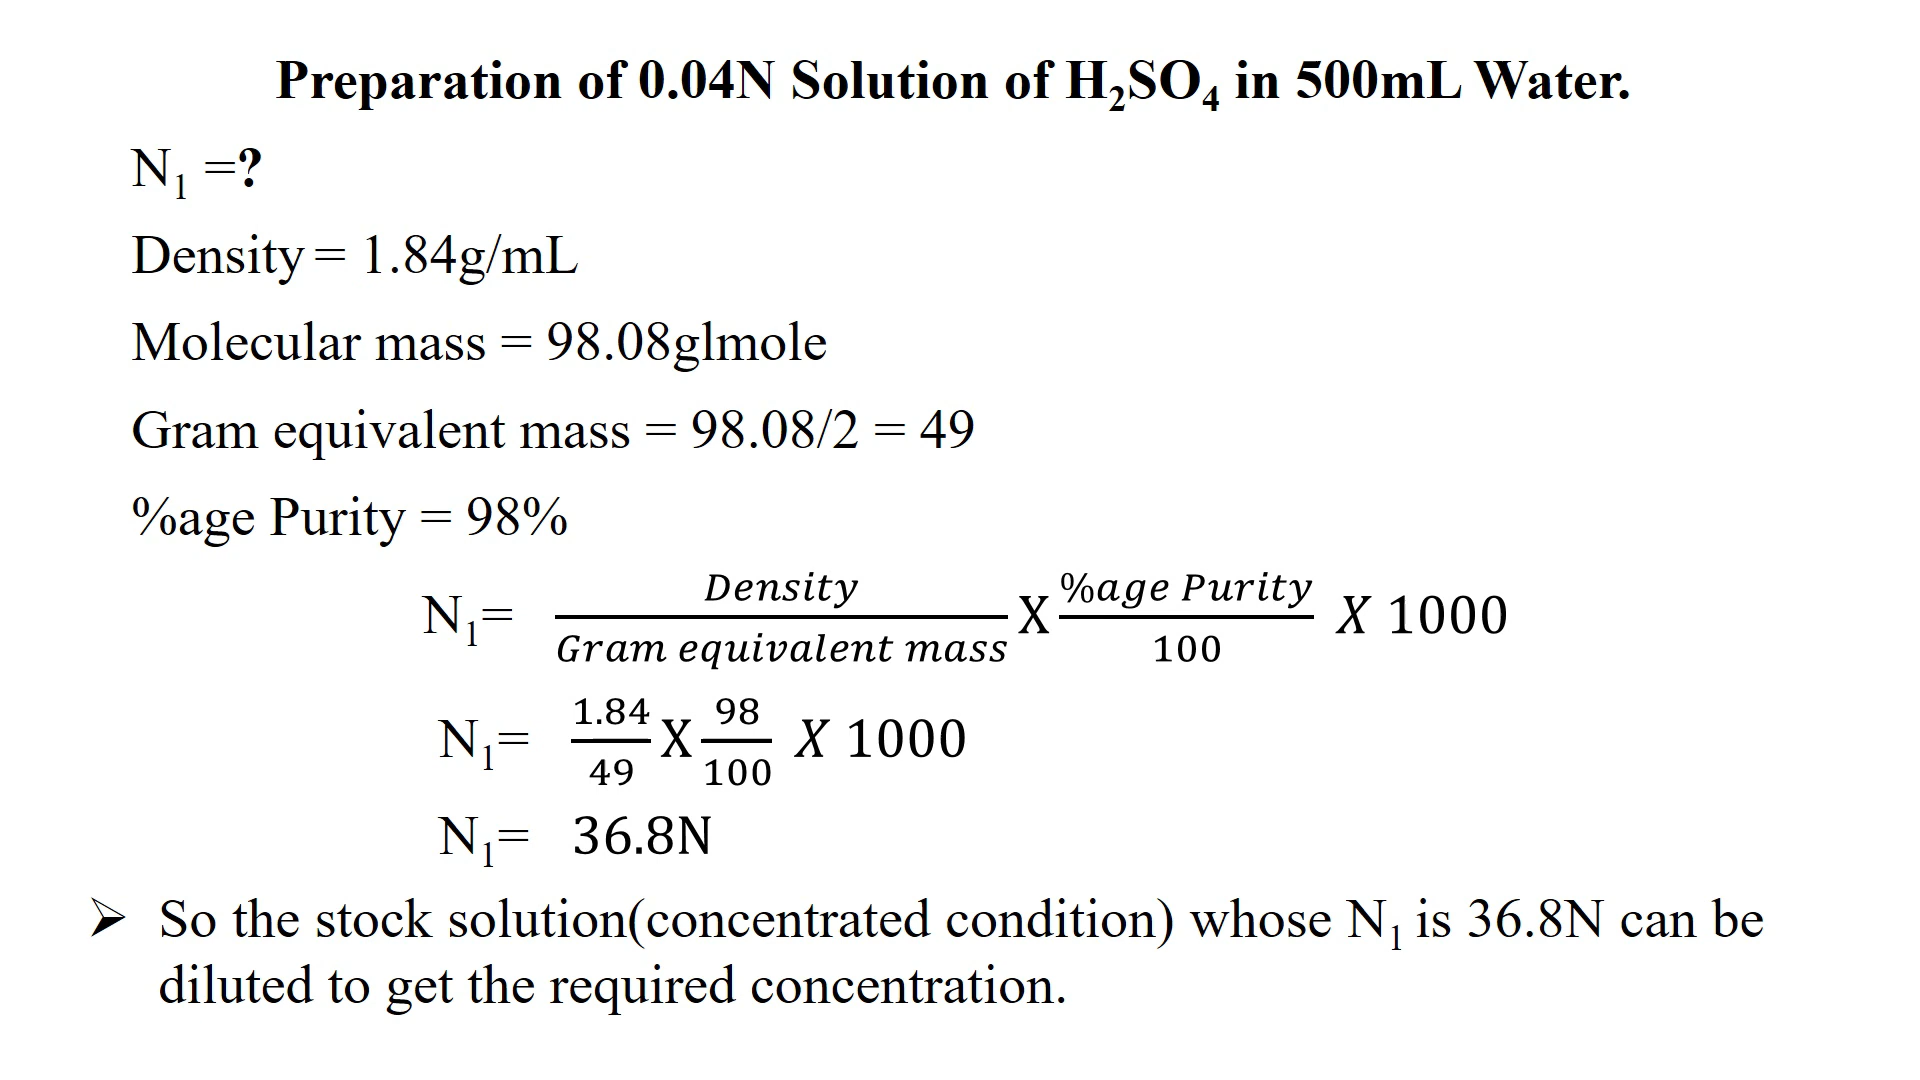 Preparation of 0.04N Solution of H₂SO₄ in 500mL Water.
N₁ =?
Density = 1.84g/mL
Molecular mass = 98.08glmole
Gram equivalent mass = 98.08/2 = 49
%age Purity = 98%
N₁= Density/Gram equivalent mass X %age Purity/100 X 1000
N₁= 1.84/49 X 98/100 X 1000
N₁= 36.8N
➢ So the stock solution(concentrated condition) whose N₁ is 36.8N can be
diluted to get the required concentration.